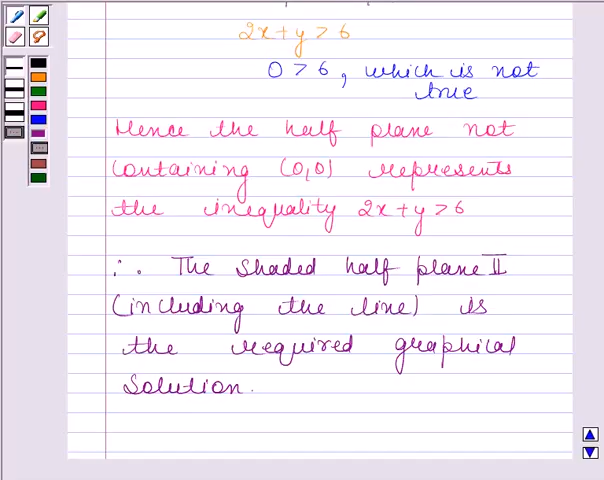 2x+y > 6
0 > 6, which is not
true
Hence the half plane not
containing (0,0) represents
the inequality 2x+y>6
∴ The shaded half plane II
(including the line) is
the required graphical
solution.